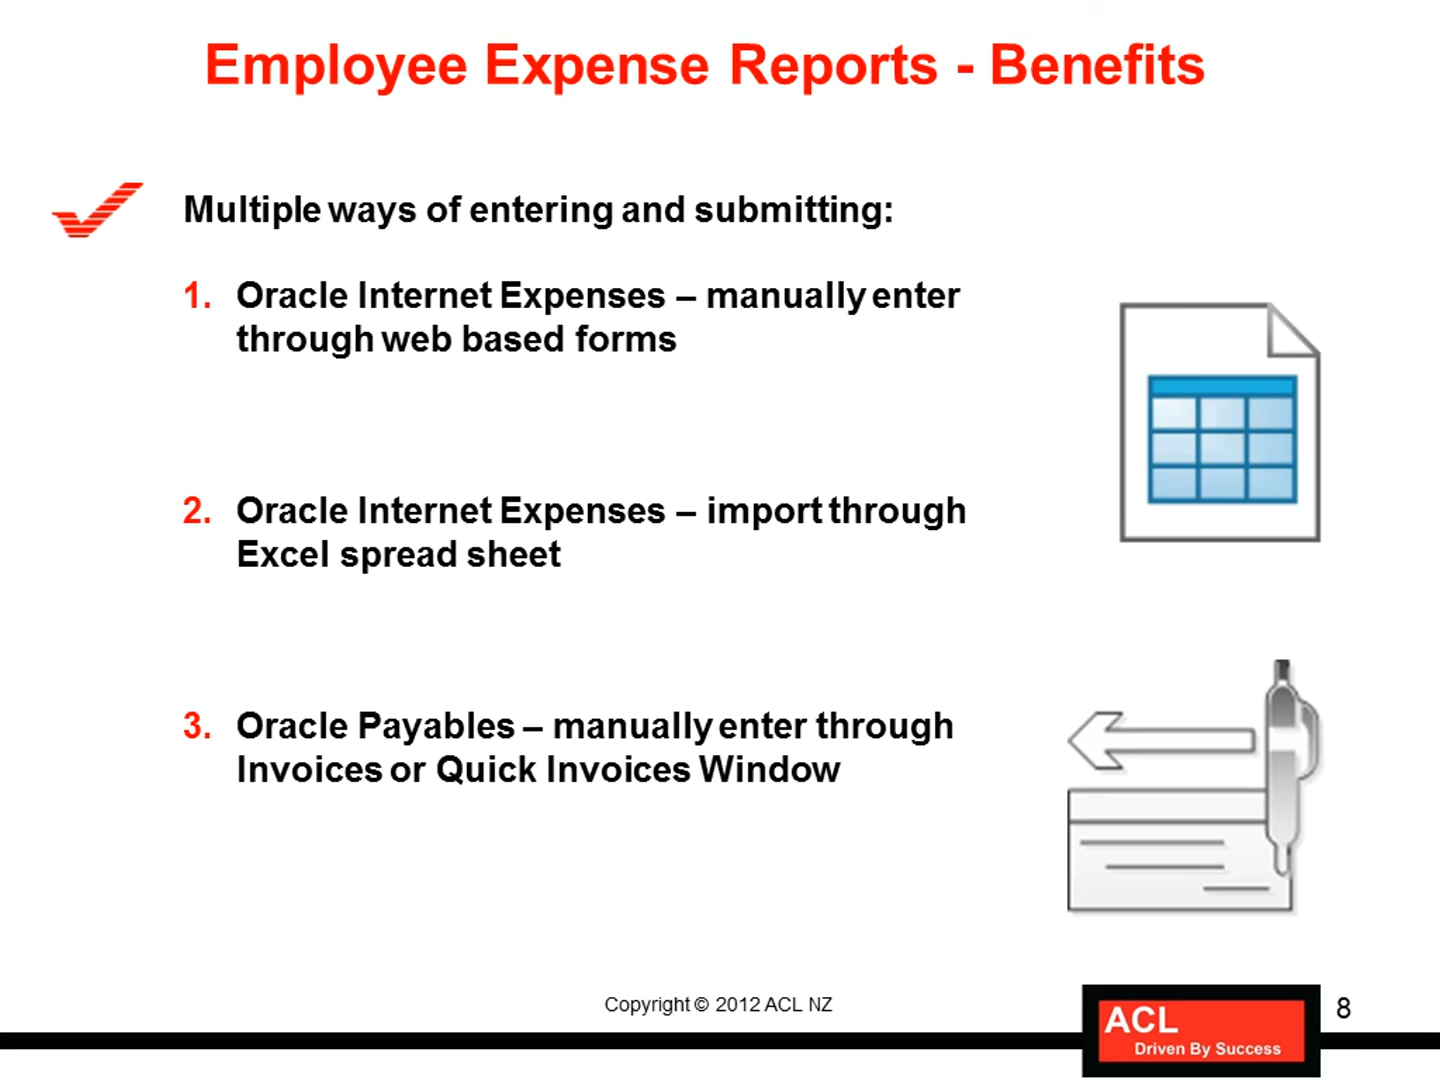 Employee Expense Reports - Benefits
Multiple ways of entering and submitting:
1. Oracle Internet Expenses – manually enter
through web based forms
2. Oracle Internet Expenses – import through
Excel spread sheet
3. Oracle Payables – manually enter through
Invoices or Quick Invoices Window
Copyright © 2012 ACL NZ
ACL
Driven By Success
8